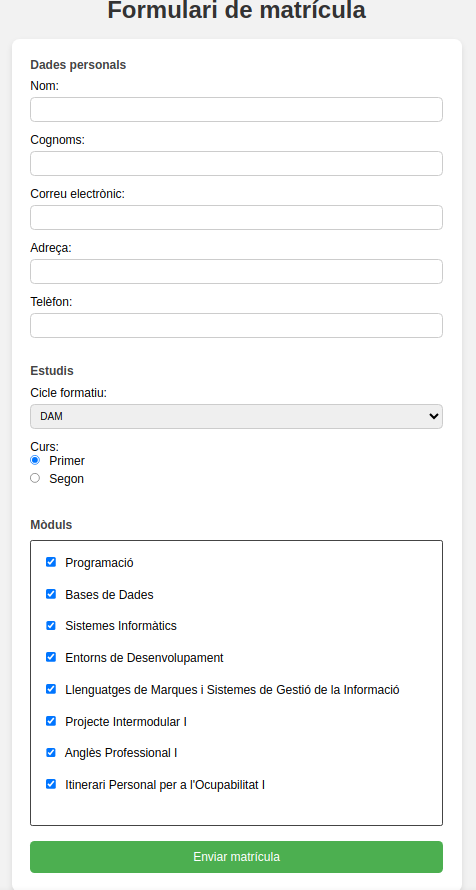 Formulari de matrícula
Dades personals
Nom:
Cognoms:
Correu electrònic:
Adreça:
Telèfon:
Estudis
Cicle formatiu:
DAM
Curs:
Primer
Segon
Mòduls
Programació
Bases de Dades
Sistemes Informàtics
Entorns de Desenvolupament
Llenguatges de Marques i Sistemes de Gestió de la Informació
Projecte Intermodular I
Anglès Professional I
Itinerari Personal per a l'Ocupabilitat I
Enviar matrícula